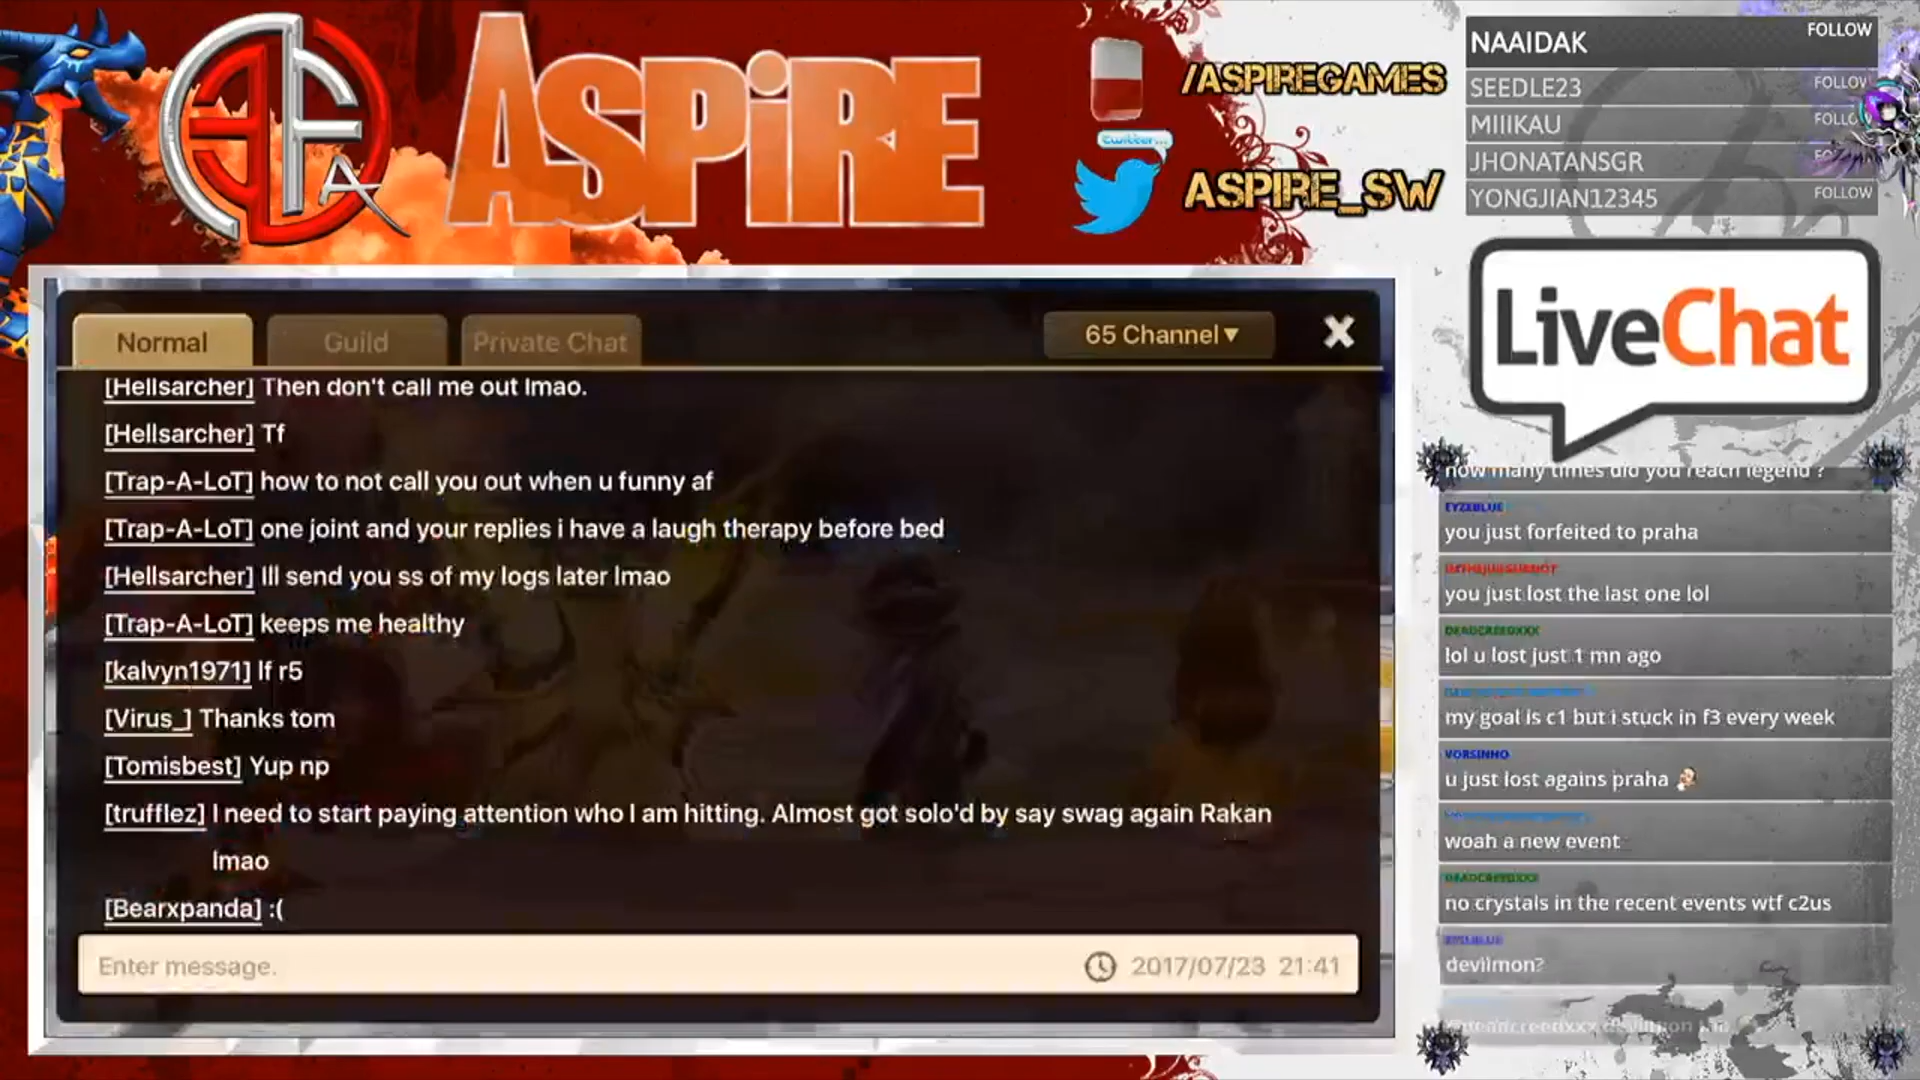 ASPiRE
/ASPIREGAMES
twitter...
ASPIRE_SW
NAAIDAK FOLLOW
SEEDLE23 FOLLOW
MIIIKAU
JHONATANSGR
YONGJIAN12345 FOLLOW
LiveChat
Normal Guild Private Chat 65 Channel▼ X
[Hellsarcher] Then don't call me out lmao.
[Hellsarcher] Tf
[Trap-A-LoT] how to not call you out when u funny af
[Trap-A-LoT] one joint and your replies i have a laugh therapy before bed
[Hellsarcher] Ill send you ss of my logs later lmao
[Trap-A-LoT] keeps me healthy
[kalvyn1971] lf r5
[Virus_] Thanks tom
[Tomisbest] Yup np
[trufflez] I need to start paying attention who I am hitting. Almost got solo'd by say swag again Rakan
lmao
[Bearxpanda] :(
Enter message. 2017/07/23 21:41
how many times did you reach legend ?
EYZEBLUE
you just forfeited to praha
you just lost the last one lol
DEADCREEDXXX
lol u lost just 1 mn ago
my goal is c1 but i stuck in f3 every week
VORSINHO
u just lost agains praha
woah a new event
DEADCREEDXXX
no crystals in the recent events wtf c2us
EYZEBLUE
devilmon?